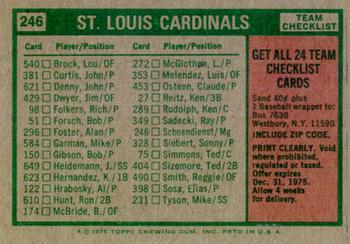 246
ST. LOUIS CARDINALS
TEAM CHECKLIST
Card Player/Position
540 Brock, Lou/OF
381 Curtis, John/P
621 Denny, John/P
429 Dwyer, Jim/OF
98 Folkers, Rich/P
51 Forsch, Bob/P
296 Foster, Alan/P
584 Garman, Mike/P
150 Gibson, Bob/P
649 Heidemann, J./SS
623 Hernandez, K./1B
122 Hrabosky, Al/P
610 Hunt, Ron/2B
174 McBride, B./OF
Card Player/Position
272 McGlothen, L./P
353 Melendez, Luis/OF
453 Osteen, Claude/P
27 Reitz, Ken/3B
289 Rudolph, Ken/C
151 Sadecki, Ray/P
246 Schoendienst/Mg
328 Siebert, Sonny/P
75 Simmons, Ted/C
404 Sizemore, Ted/2B
490 Smith, Reggie/OF
398 Sosa, Elias/P
231 Tyson, Mike/SS
GET ALL 24 TEAM
CHECKLIST
CARDS
Send 40¢ plus
1 Baseball wrapper to:
Box 7630
Westbury, N.Y. 11590
INCLUDE ZIP CODE.
PRINT CLEARLY. Void
where prohibited,
regulated or taxed.
Offer expires Dec. 31, 1975.
Allow 4 weeks
for delivery.
© 1975 TOPPS CHEWING GUM, INC. PRTD IN U.S.A.